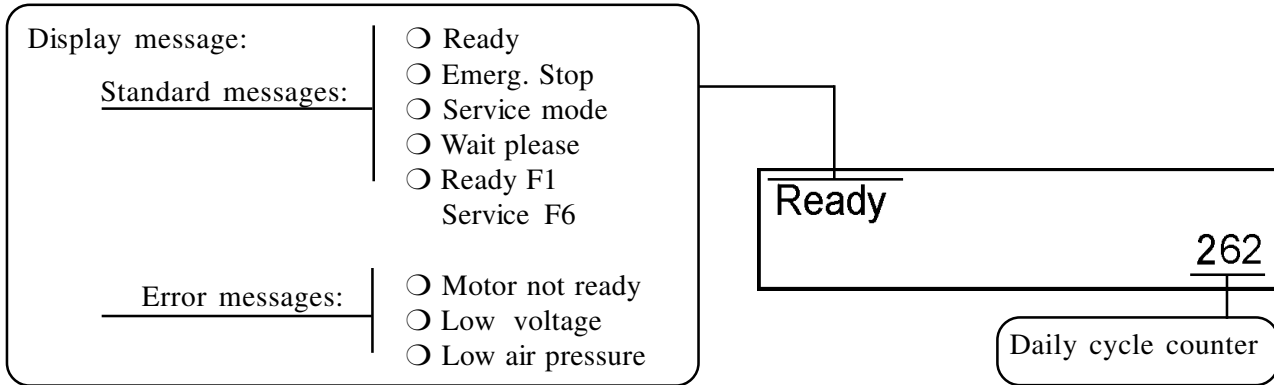 Display message:
Standard messages:
❍ Ready
❍ Emerg. Stop
❍ Service mode
❍ Wait please
❍ Ready F1
Service F6
Error messages:
❍ Motor not ready
❍ Low voltage
❍ Low air pressure
Ready
262
Daily cycle counter